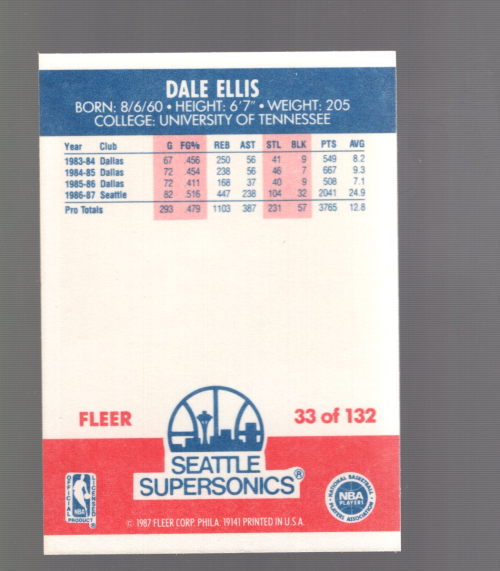 DALE ELLIS
BORN: 8/6/60 • HEIGHT: 6'7" • WEIGHT: 205
COLLEGE: UNIVERSITY OF TENNESSEE
Year Club G FG% REB AST STL BLK PTS AVG
1983-84 Dallas 67 .456 250 56 41 9 549 8.2
1984-85 Dallas 72 .454 238 56 46 7 667 9.3
1985-86 Dallas 72 .411 168 37 40 9 508 7.1
1986-87 Seattle 82 .516 447 238 104 32 2041 24.9
Pro Totals 293 .479 1103 387 231 57 3765 12.8
FLEER 33 of 132
SEATTLE
SUPERSONICS®
OFFICIAL LICENSED
NBA
PRODUCT
NATIONAL BASKETBALL
NBA
PLAYERS
PLAYERS ASSOCIATION
© 1987 FLEER CORP. PHILA. 19141 PRINTED IN U.S.A.